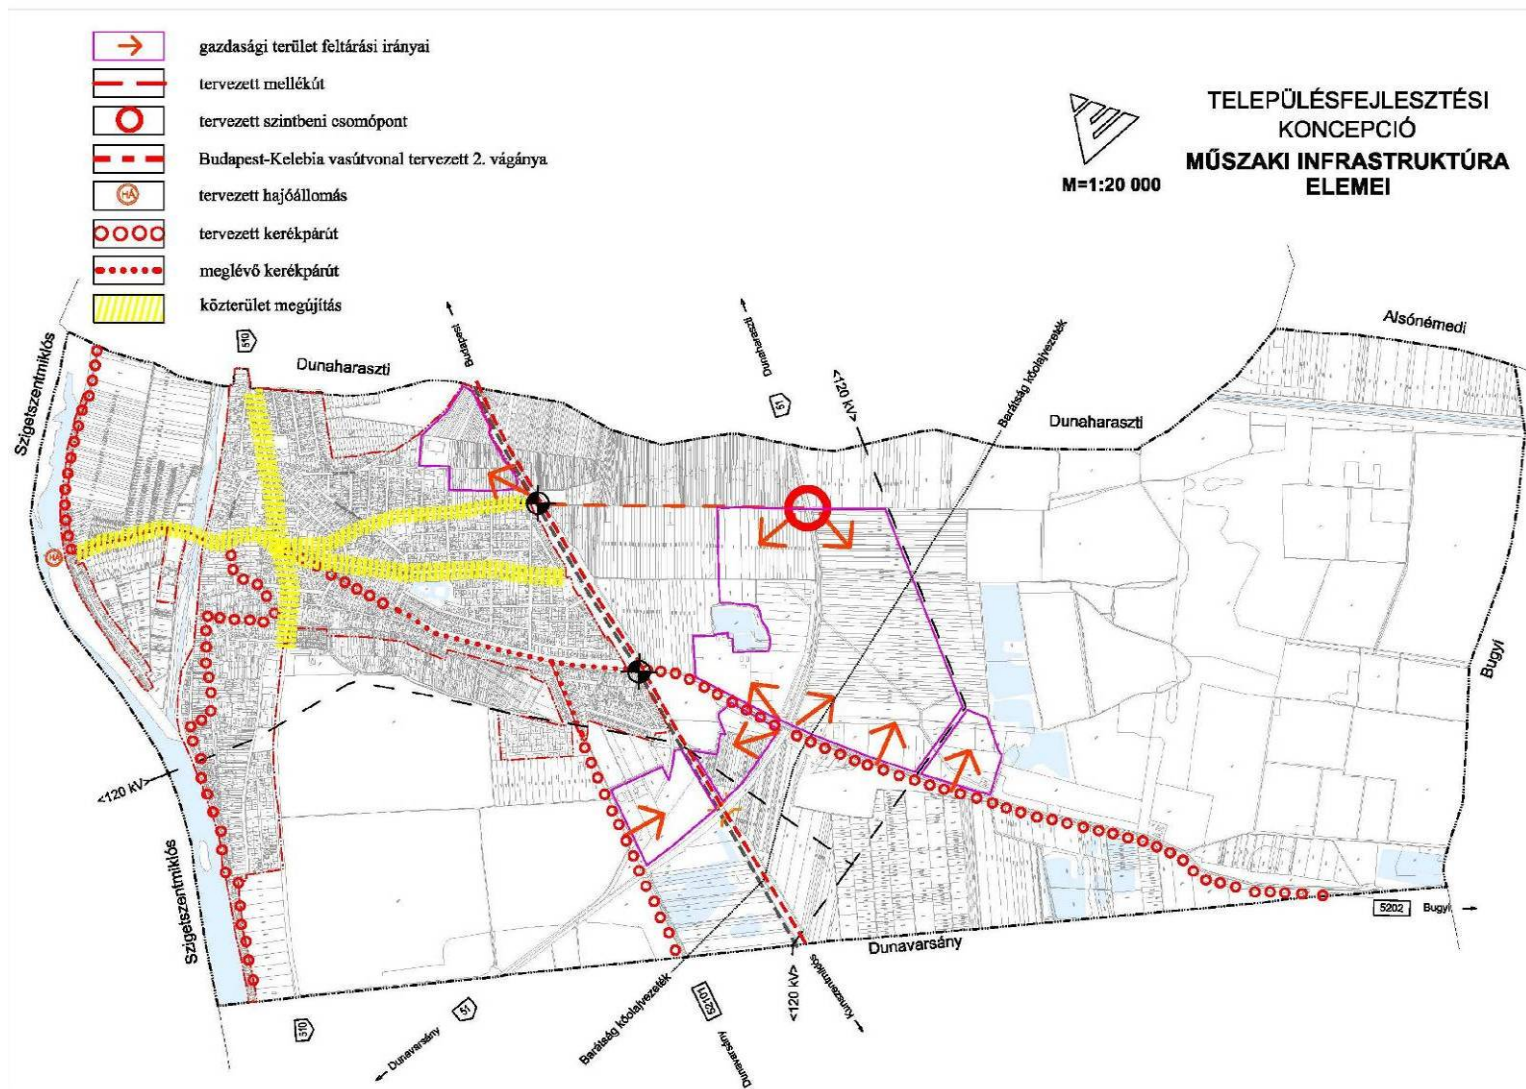 gazdasági terület feltárási irányai
tervezett mellékút
tervezett szintbeni csomópont
Budapest-Kelebia vasútvonal tervezett 2. vágánya
HÁ
tervezett hajóállomás
tervezett kerékpárút
meglévő kerékpárút
közterület megújítás
TELEPÜLÉSFEJLESZTÉSI
KONCEPCIÓ
MŰSZAKI INFRASTRUKTÚRA
ELEMEI
M=1:20 000
Szigetszentmiklós
510
Dunaharaszti
Budapest
Dunaharaszti
51
<120 kV>
Barátság kőolajvezeték
Dunaharaszti
Alsónémedi
Bugyi
HÁ
<120 kV>
Szigetszentmiklós
5202
Bugyi
Dunavarsány
510
Dunavarsány
51
Barátság kőolajvezeték
52101
Dunavarsány
<120 kV>
Kunszentmiklós